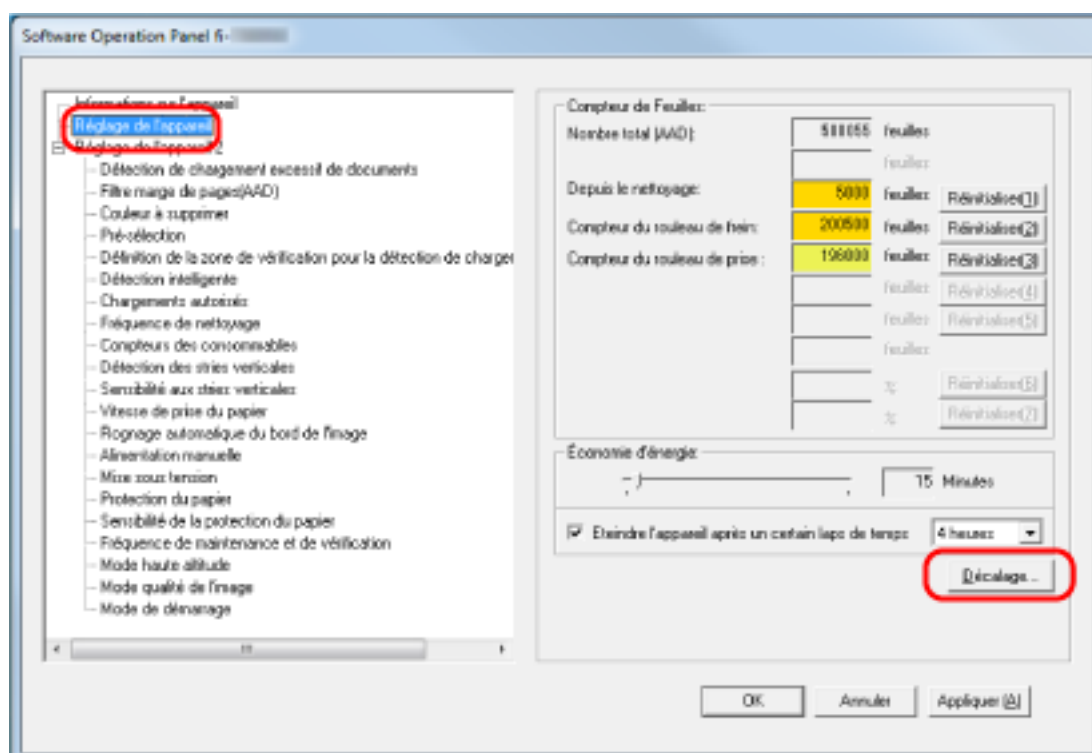 Software Operation Panel fi-
Informations sur l'appareil
Réglage de l'appareil
Réglage de l'appareil 2
Détection de chargement excessif de documents
Filtre marge de pages(AAD)
Couleur à supprimer
Pré-sélection
Définition de la zone de vérification pour la détection de charger
Détection intelligente
Chargements autorisés
Fréquence de nettoyage
Compteurs des consommables
Détection des stries verticales
Sensibilité aux stries verticales
Vitesse de prise du papier
Rognage automatique du bord de l'image
Alimentation manuelle
Mise sous tension
Protection du papier
Sensibilité de la protection du papier
Fréquence de maintenance et de vérification
Mode haute altitude
Mode qualité de l'image
Mode de démarrage
Compteur de Feuilles:
Nombre total (AAD): feuilles
feuilles
Depuis le nettoyage: 5000 feuilles Réinitialiser(1)
Compteur du rouleau de frein: 200500 feuilles Réinitialiser(2)
Compteur du rouleau de prise : 196000 feuilles Réinitialiser(3)
feuilles Réinitialiser(4)
feuilles Réinitialiser(5)
feuilles
% Réinitialiser(6)
% Réinitialiser(7)
Économie d'énergie:
15 Minutes
Eteindre l'appareil après un certain laps de temps: 4 heures
Décalage...
OK Annuler Appliquer (A)